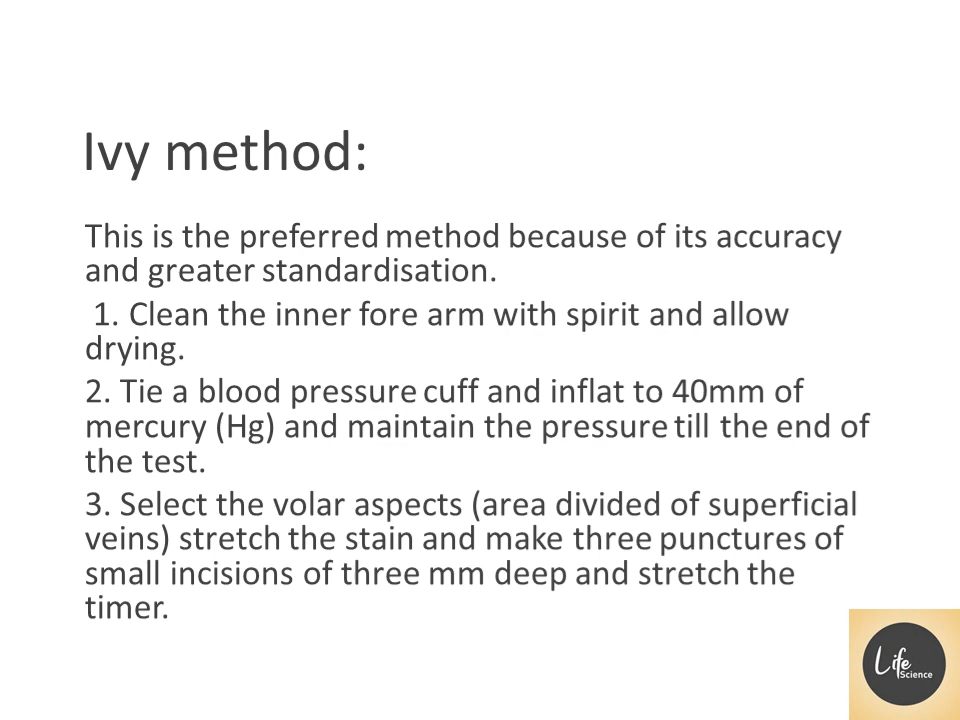 Ivy method:
This is the preferred method because of its accuracy
and greater standardisation.
1. Clean the inner fore arm with spirit and allow
drying.
2. Tie a blood pressure cuff and inflat to 40mm of
mercury (Hg) and maintain the pressure till the end of
the test.
3. Select the volar aspects (area divided of superficial
veins) stretch the stain and make three punctures of
small incisions of three mm deep and stretch the
timer.
Life
Science